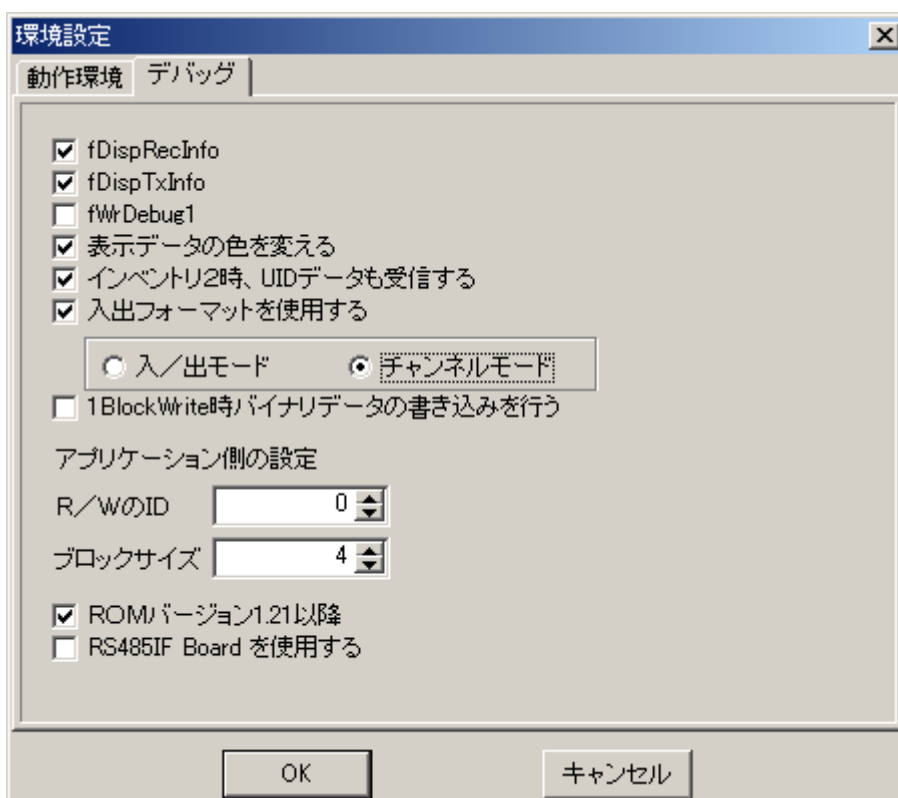 環境設定
動作環境 デバッグ
fDispRecInfo
fDispTxInfo
fWrDebug1
表示データの色を変える
インベントリ2時、UIDデータも受信する
入出フォーマットを使用する
入／出モード チャンネルモード
1BlockWrite時バイナリデータの書き込みを行う
アプリケーション側の設定
R／WのID 0
ブロックサイズ 4
ROMバージョン1.21以降
RS485IF Board を使用する
OK キャンセル